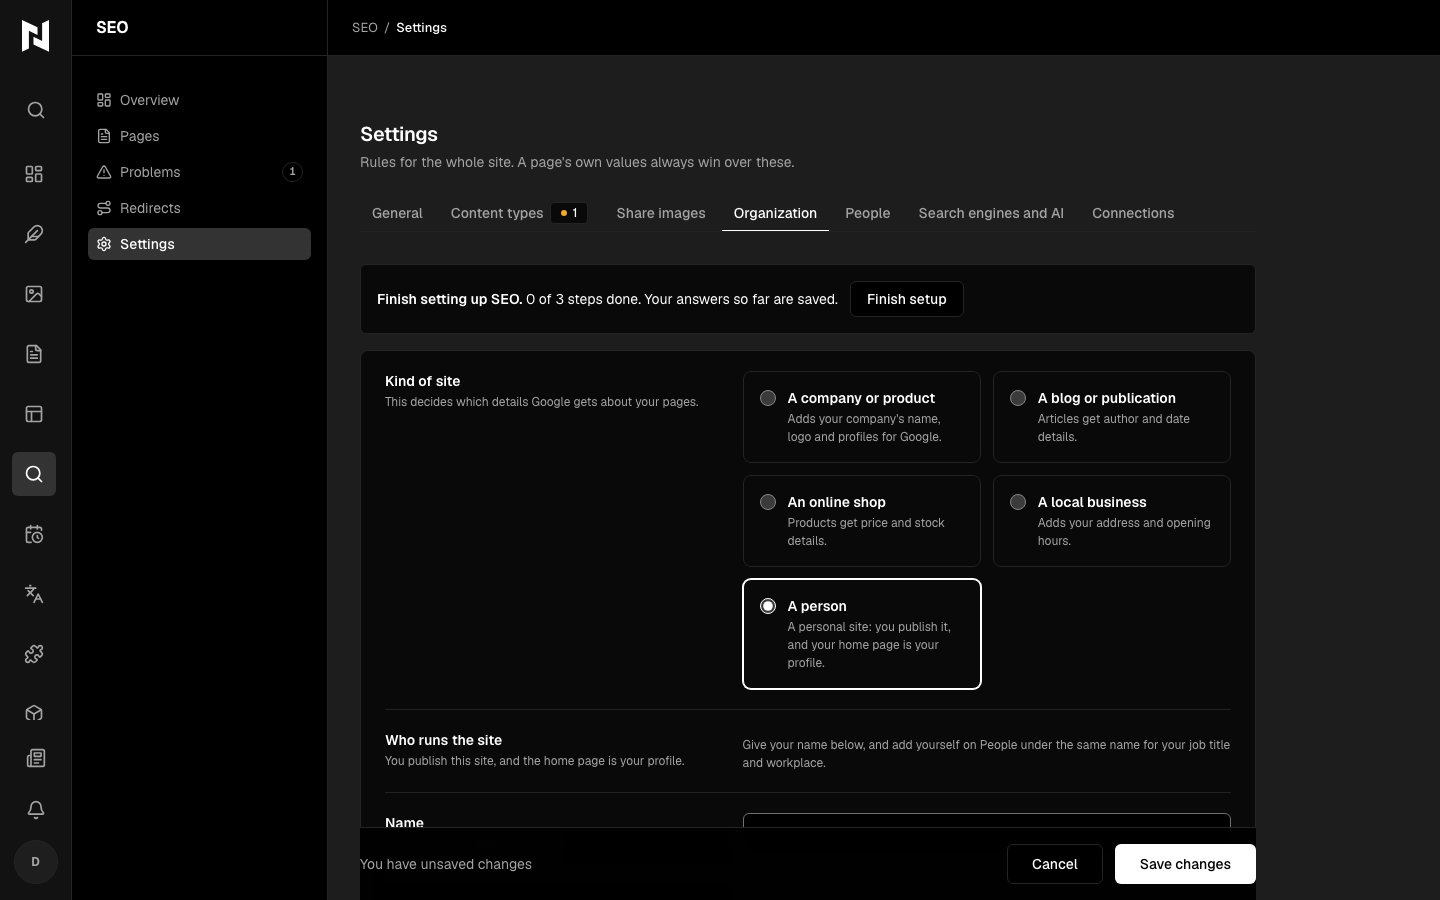 SEO
SEO / Settings
Overview
Pages
Problems 1
Redirects
Settings
Settings
Rules for the whole site. A page's own values always win over these.
General Content types 1 Share images Organization People Search engines and AI Connections
Finish setting up SEO. 0 of 3 steps done. Your answers so far are saved. Finish setup
Kind of site
This decides which details Google gets about your pages.
A company or product
Adds your company's name,
logo and profiles for Google.
A blog or publication
Articles get author and date
details.
An online shop
Products get price and stock
details.
A local business
Adds your address and opening
hours.
A person
A personal site: you publish it,
and your home page is your
profile.
Who runs the site
You publish this site, and the home page is your profile.
Give your name below, and add yourself on People under the same name for your job title
and workplace.
Name
You have unsaved changes
Cancel
Save changes
D